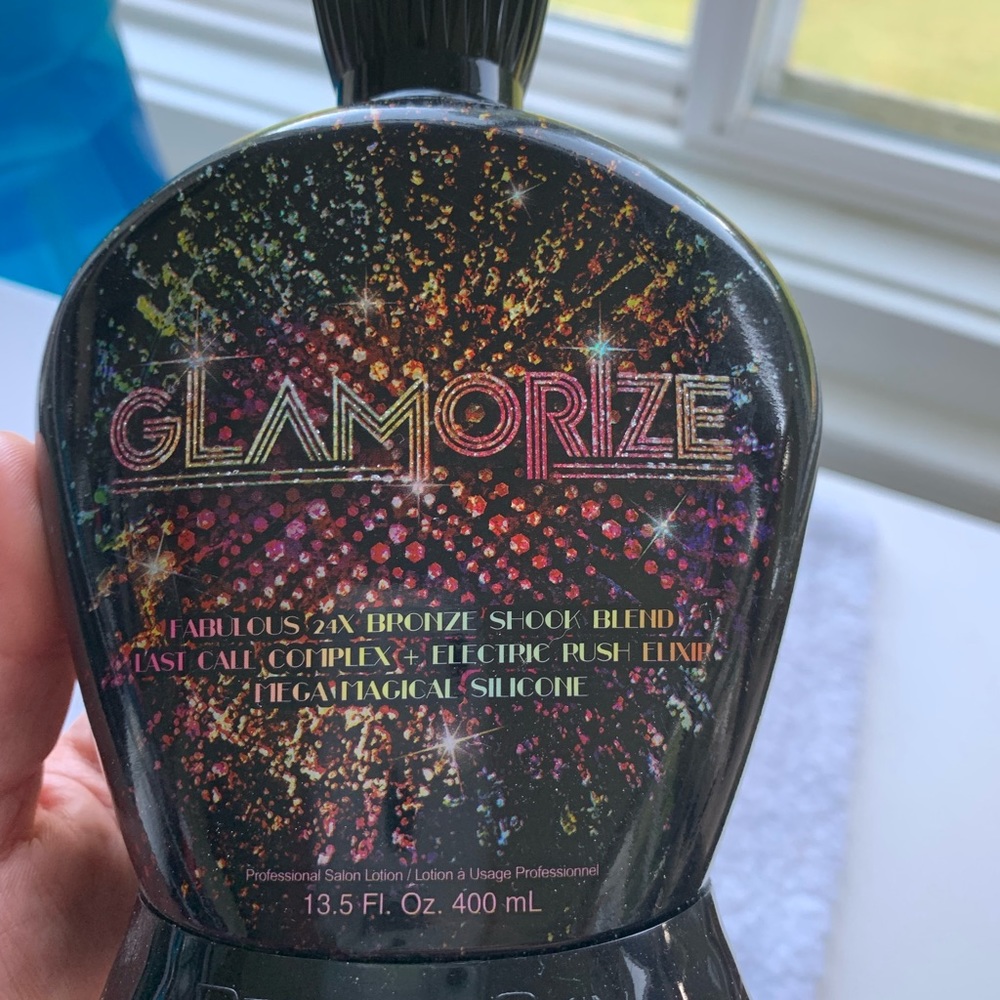 GLAMORIZE
FABULOUS 24X BRONZE SHOOK BLEND
LAST CALL COMPLEX + ELECTRIC RUSH ELIXIR
MEGA MAGICAL SILICONE
Professional Salon Lotion / Lotion à Usage Professionnel
13.5 Fl. Oz. 400 mL